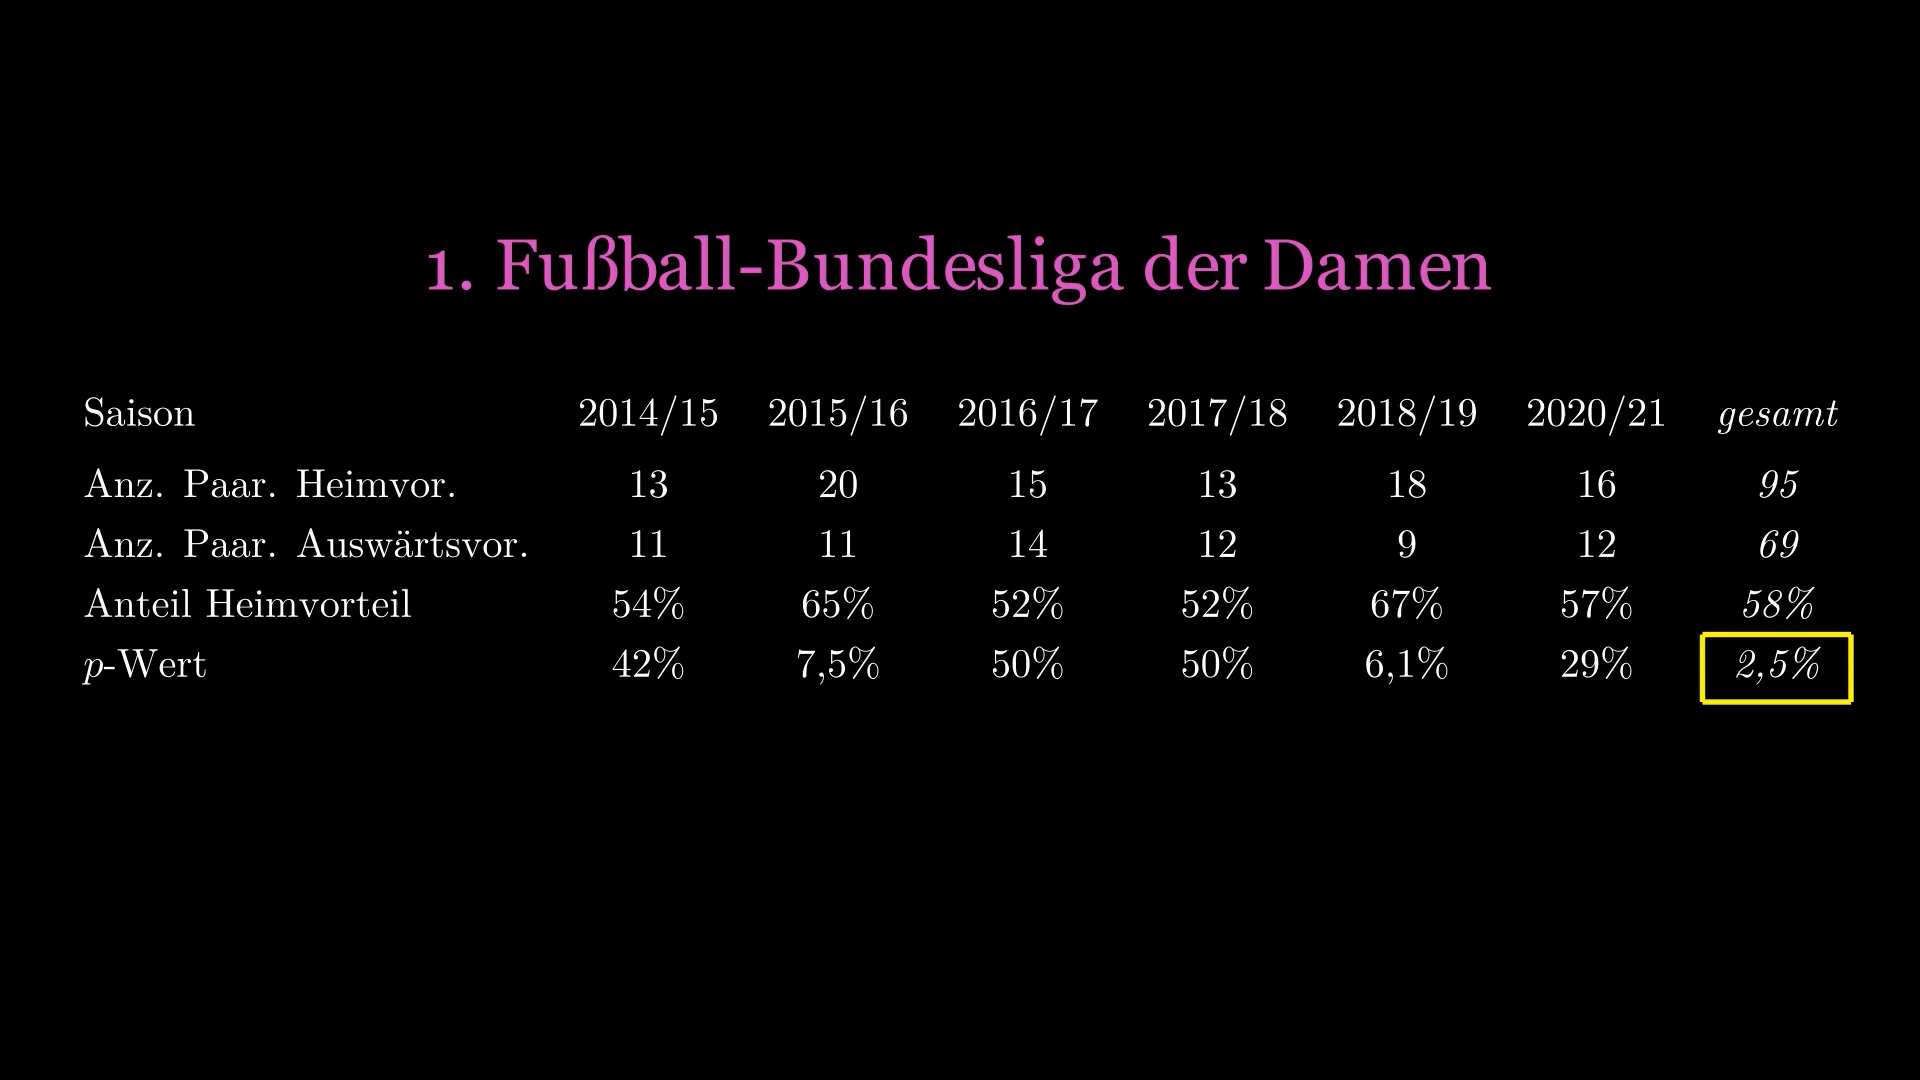 1. Fußball-Bundesliga der Damen
Saison 2014/15 2015/16 2016/17 2017/18 2018/19 2020/21 gesamt
Anz. Paar. Heimvor. 13 20 15 13 18 16 95
Anz. Paar. Auswärtsvor. 11 11 14 12 9 12 69
Anteil Heimvorteil 54% 65% 52% 52% 67% 57% 58%
p-Wert 42% 7,5% 50% 50% 6,1% 29% 2,5%